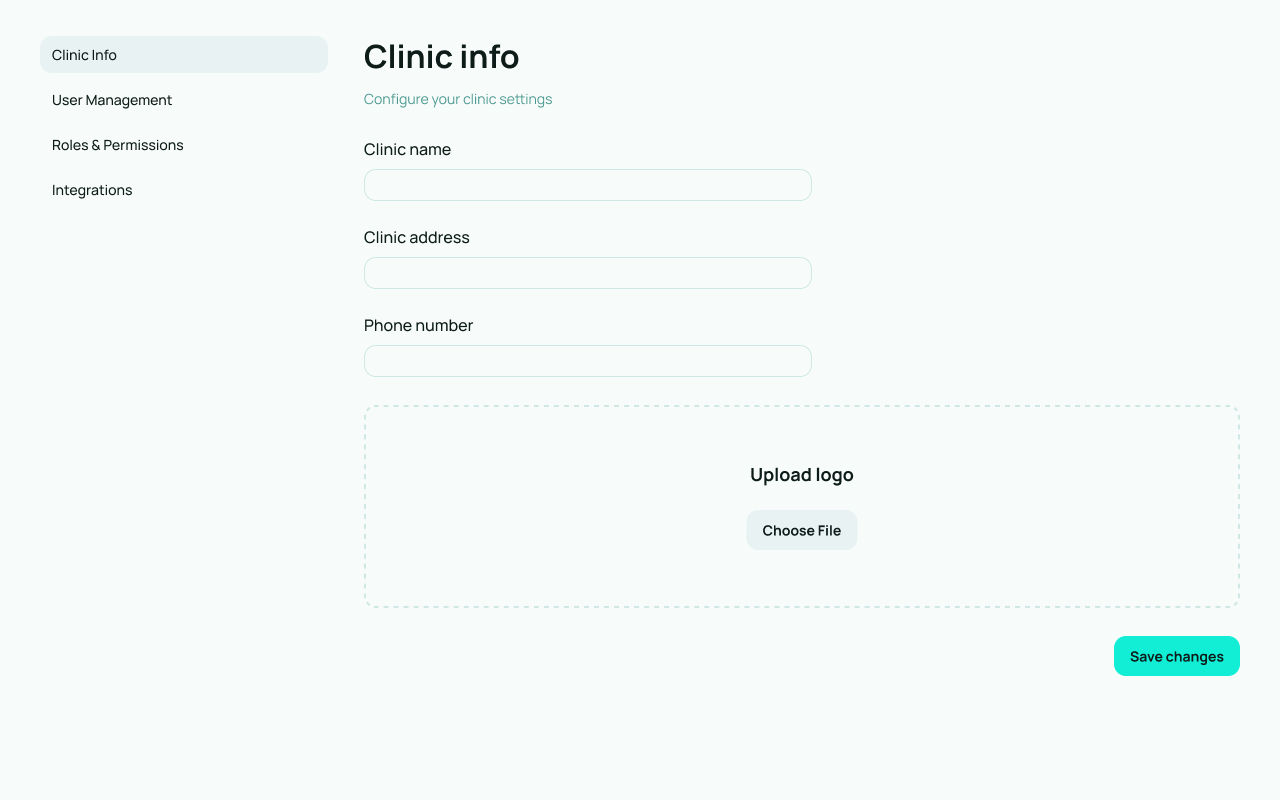 Clinic Info
User Management
Roles & Permissions
Integrations
Clinic info
Configure your clinic settings
Clinic name
Clinic address
Phone number
Upload logo
Choose File
Save changes